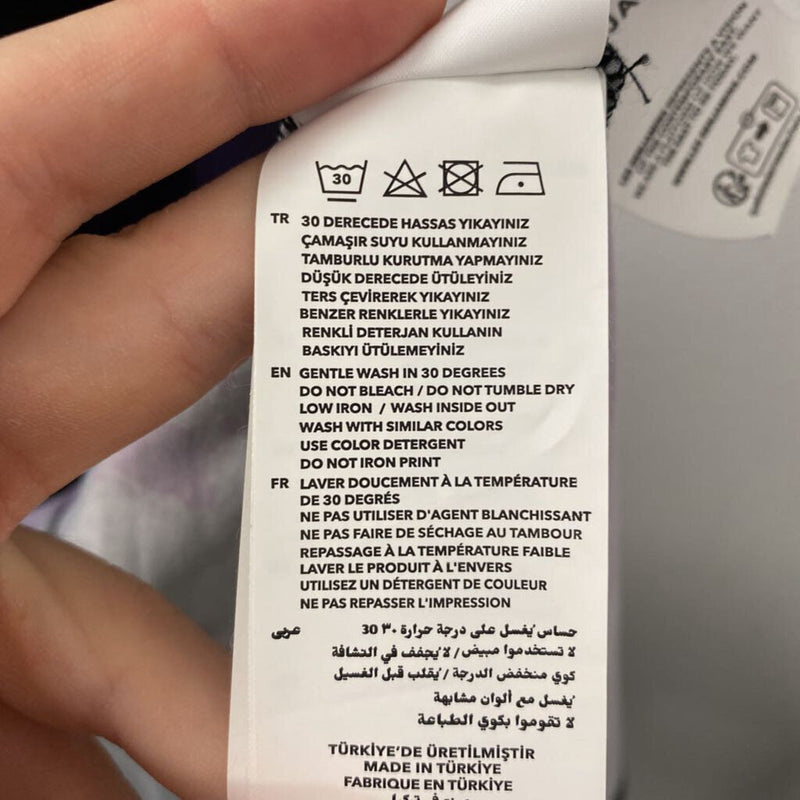 30
TR 30 DERECEDE HASSAS YIKAYINIZ
ÇAMAŞIR SUYU KULLANMAYINIZ
TAMBURLU KURUTMA YAPMAYINIZ
DÜŞÜK DERECEDE ÜTÜLEYİNİZ
TERS ÇEVİREREK YIKAYINIZ
BENZER RENKLERLE YIKAYINIZ
RENKLİ DETERJAN KULLANIN
BASKIYI ÜTÜLEMEYİNİZ
EN GENTLE WASH IN 30 DEGREES
DO NOT BLEACH / DO NOT TUMBLE DRY
LOW IRON / WASH INSIDE OUT
WASH WITH SIMILAR COLORS
USE COLOR DETERGENT
DO NOT IRON PRINT
FR LAVER DOUCEMENT À LA TEMPÉRATURE
DE 30 DEGRÉS
NE PAS UTILISER D'AGENT BLANCHISSANT
NE PAS FAIRE DE SÉCHAGE AU TAMBOUR
REPASSAGE À LA TEMPÉRATURE FAIBLE
LAVER LE PRODUIT À L'ENVERS
UTILISEZ UN DÉTERGENT DE COULEUR
NE PAS REPASSER L'IMPRESSION
عربي حساس ُيغسل على درجة حرارة ٣٠ 30
لا تستخدموا مبيض/ لا ُيجفف في النشافة
كوي منخفض الدرجة /ُيقلب قبل الغسيل
ُيغسل مع ألوان مشابهة
لا تقوموا بكوي الطباعة
TÜRKİYE'DE ÜRETİLMİŞTİR
MADE IN TÜRKİYE
FABRIQUE EN TÜRKİYE